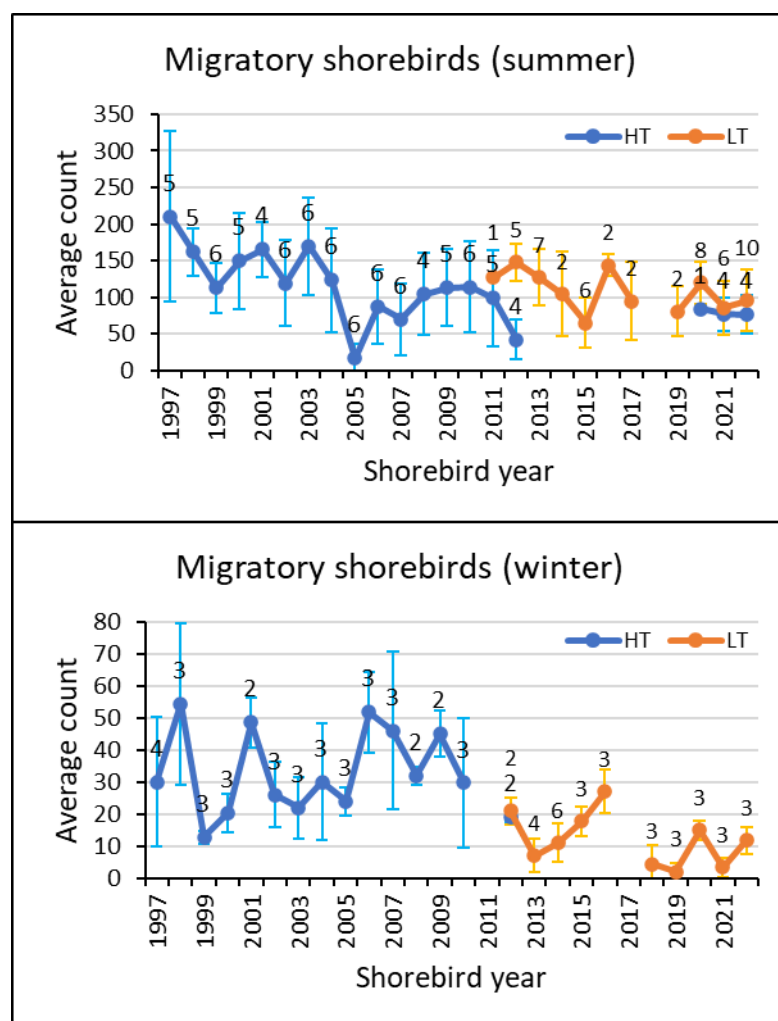 Migratory shorebirds (summer)
350
300
250
200
150
100
50
0
Average count
HT LT
5 5 6 5 4 6 6 6 6 6 6 4 5 6 5 4
1 5 7 2 6 2 2 2 8 6 10
1 4 4
1997 1999 2001 2003 2005 2007 2009 2011 2013 2015 2017 2019 2021
Shorebird year
Migratory shorebirds (winter)
80
70
60
50
40
30
20
10
0
Average count
HT LT
4 3 3 3 2 3 3 3 3 3 3 2 2 3
2
2 4 6 3 3 3 3 3 3 3
1997 1999 2001 2003 2005 2007 2009 2011 2013 2015 2017 2019 2021
Shorebird year